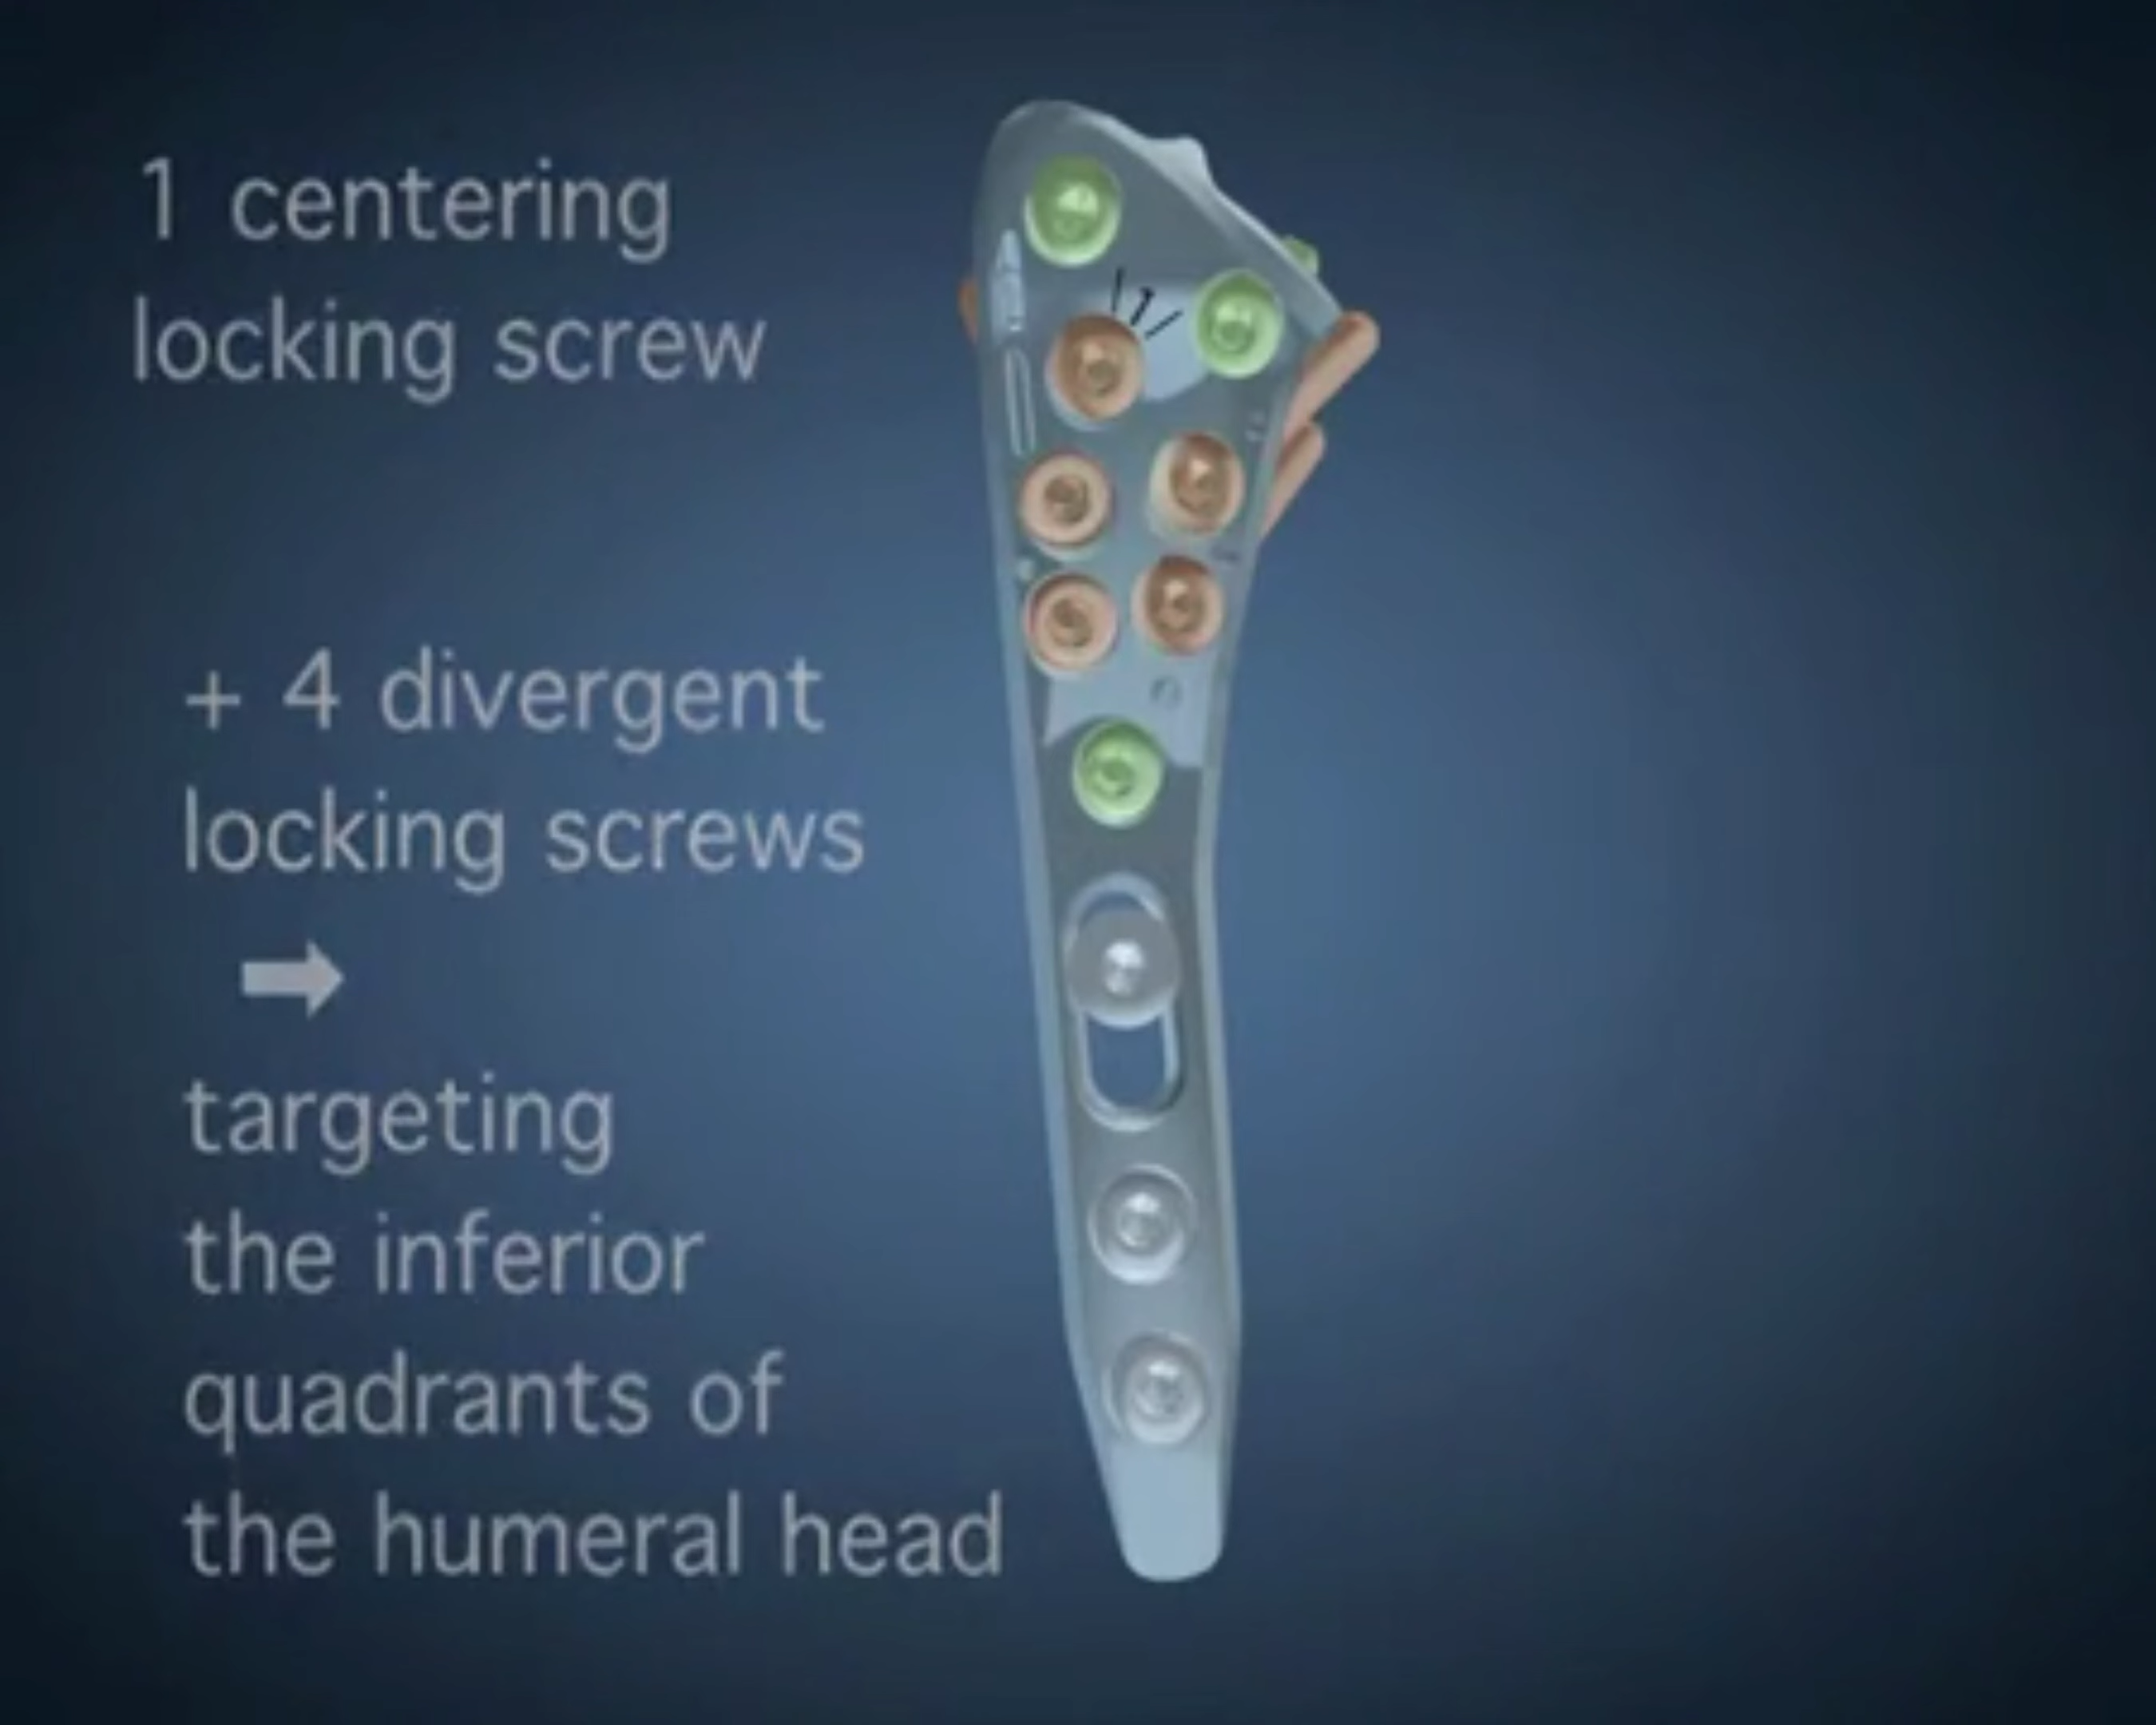 1 centering
locking screw
+ 4 divergent
locking screws
targeting
the inferior
quadrants of
the humeral head